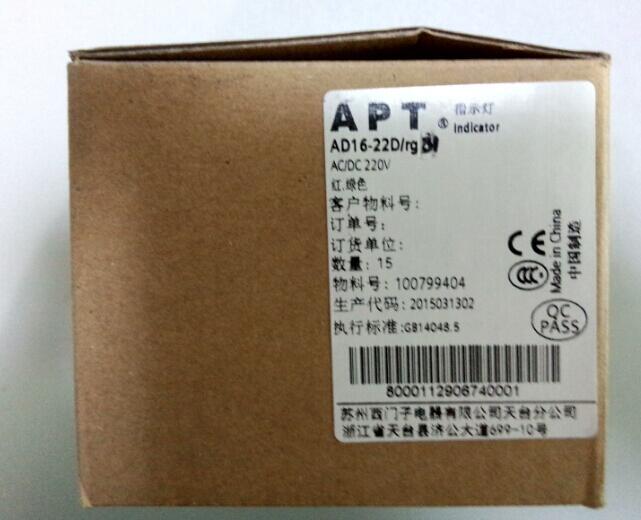 APT® 指示灯
Indicator
AD16-22D/rg31
AC/DC 220V
红.绿色
客户物料号:
订单号:
订货单位:
数量: 15
物料号: 100799404
生产代码: 2015031302
执行标准:GB14048.5
CE
CCC
Made in China
中国制造
QC
PASS
8000112906740001
苏州西门子电器有限公司天台分公司
浙江省天台县济公大道699-10号